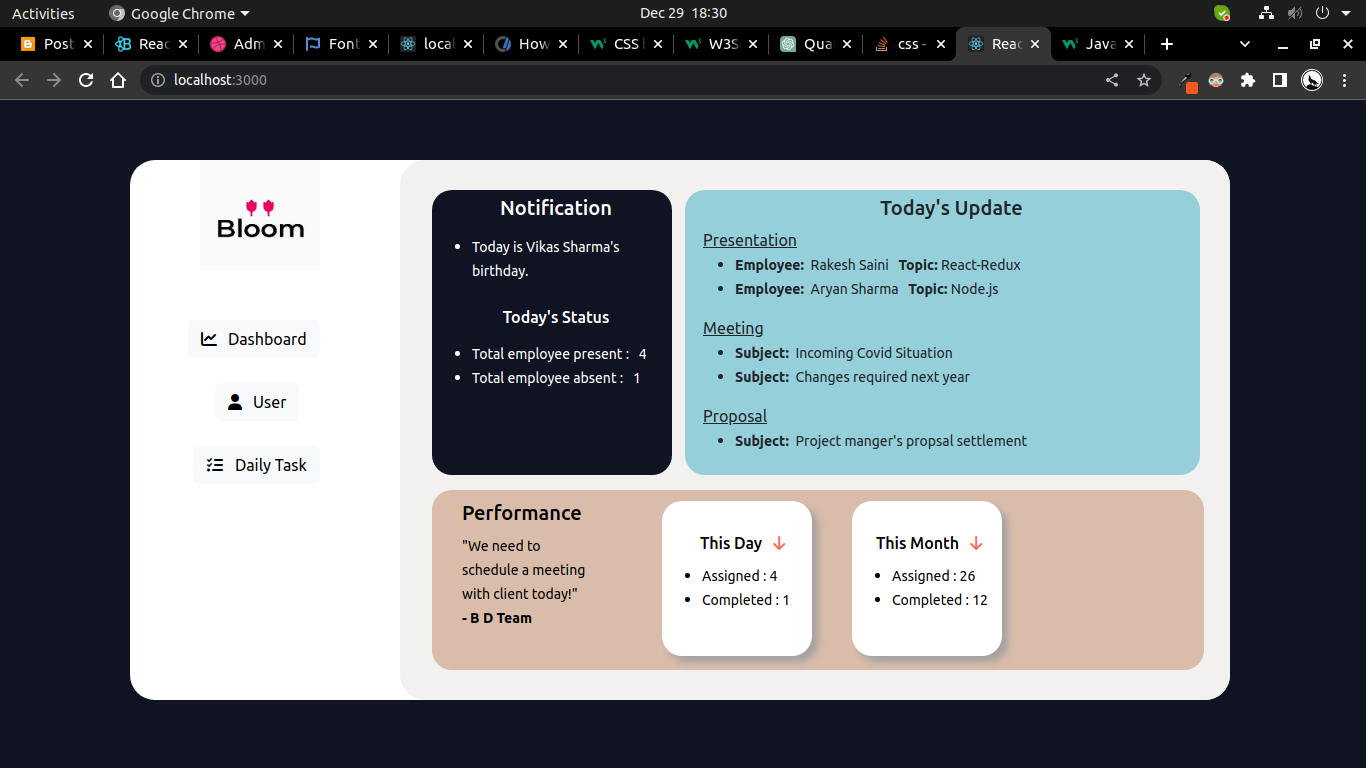 Activities
Google Chrome
Dec 29 18:30
Post
Reac
Adm
Font
local
How
CSS
W3S
Qua
css -
Reac
Java
localhost:3000
Bloom
Dashboard
User
Daily Task
Notification
• Today is Vikas Sharma's
birthday.
Today's Status
• Total employee present : 4
• Total employee absent : 1
Today's Update
Presentation
• Employee: Rakesh Saini Topic: React-Redux
• Employee: Aryan Sharma Topic: Node.js
Meeting
• Subject: Incoming Covid Situation
• Subject: Changes required next year
Proposal
• Subject: Project manger's propsal settlement
Performance
"We need to
schedule a meeting
with client today!"
- B D Team
This Day
• Assigned : 4
• Completed : 1
This Month
• Assigned : 26
• Completed : 12